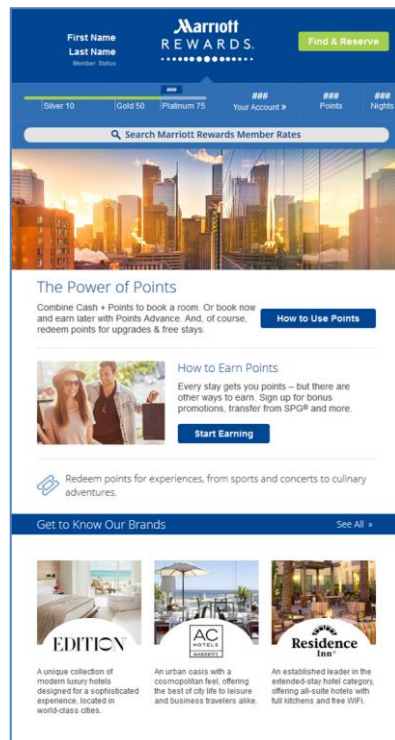 First Name
Last Name
Member Status
Marriott
REWARDS.
Find & Reserve
###
Silver 10
Gold 50
Platinum 75
###
Your Account »
###
Points
###
Nights
Search Marriott Rewards Member Rates
The Power of Points
Combine Cash + Points to book a room. Or book now
and earn later with Points Advance. And, of course,
redeem points for upgrades & free stays.
How to Use Points
How to Earn Points
Every stay gets you points – but there are
other ways to earn. Sign up for bonus
promotions, transfer from SPG® and more.
Start Earning
Redeem points for experiences, from sports and concerts to culinary
adventures.
Get to Know Our Brands
See All »
EDITION
A unique collection of
modern luxury hotels
designed for a sophisticated
experience, located in
world-class cities.
AC
HOTELS
MARRIOTT
An urban oasis with a
cosmopolitan feel, offering
the best of city life to leisure
and business travelers alike.
Residence
Inn
An established leader in the
extended-stay hotel category,
offering all-suite hotels with
full kitchens and free WiFi.